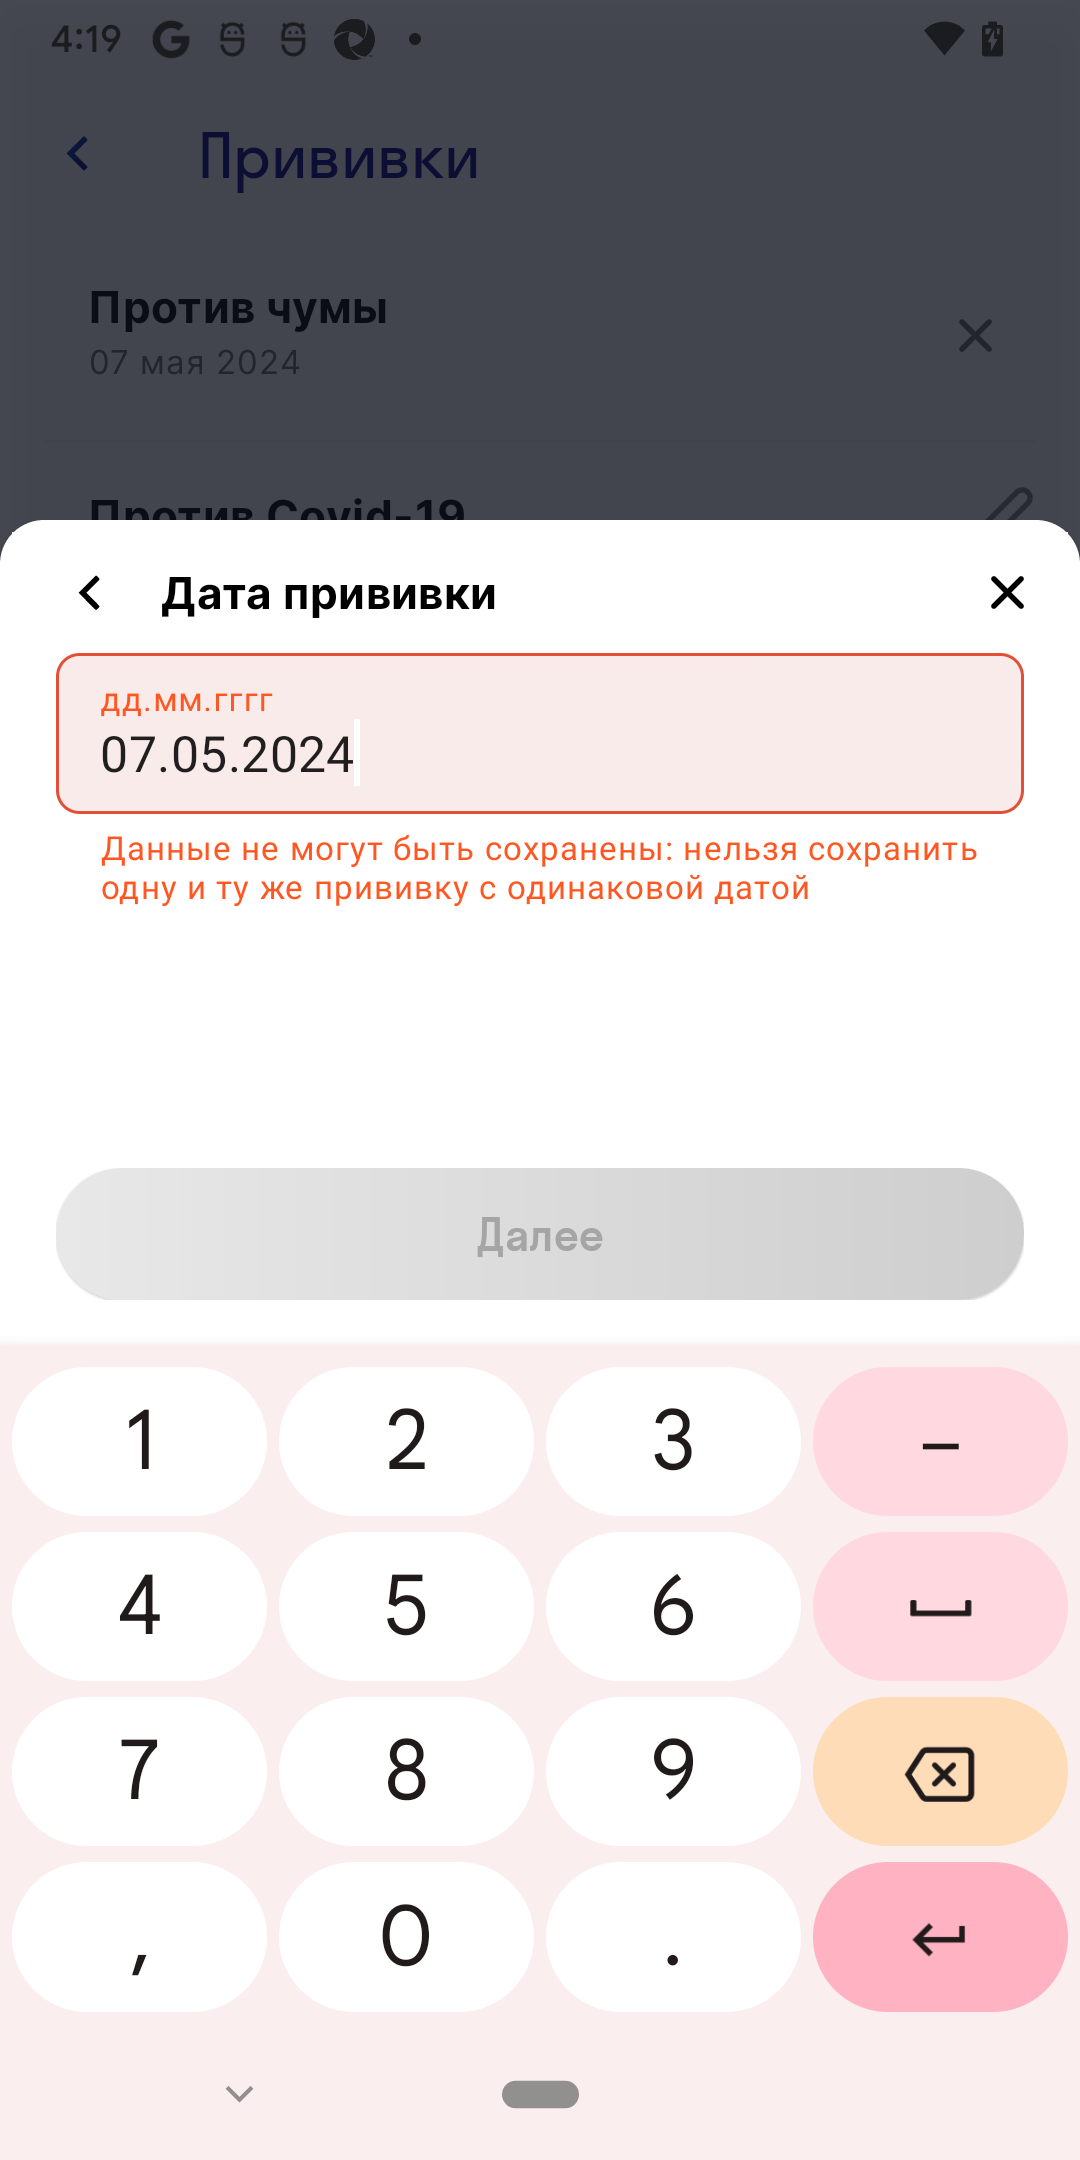 4:19
Прививки
Против чумы
07 мая 2024
Против Covid-19
Дата прививки
дд.мм.гггг
07.05.2024
Данные не могут быть сохранены: нельзя сохранить
одну и ту же прививку с одинаковой датой
Далее
1 2 3 –
4 5 6
7 8 9
, 0 .